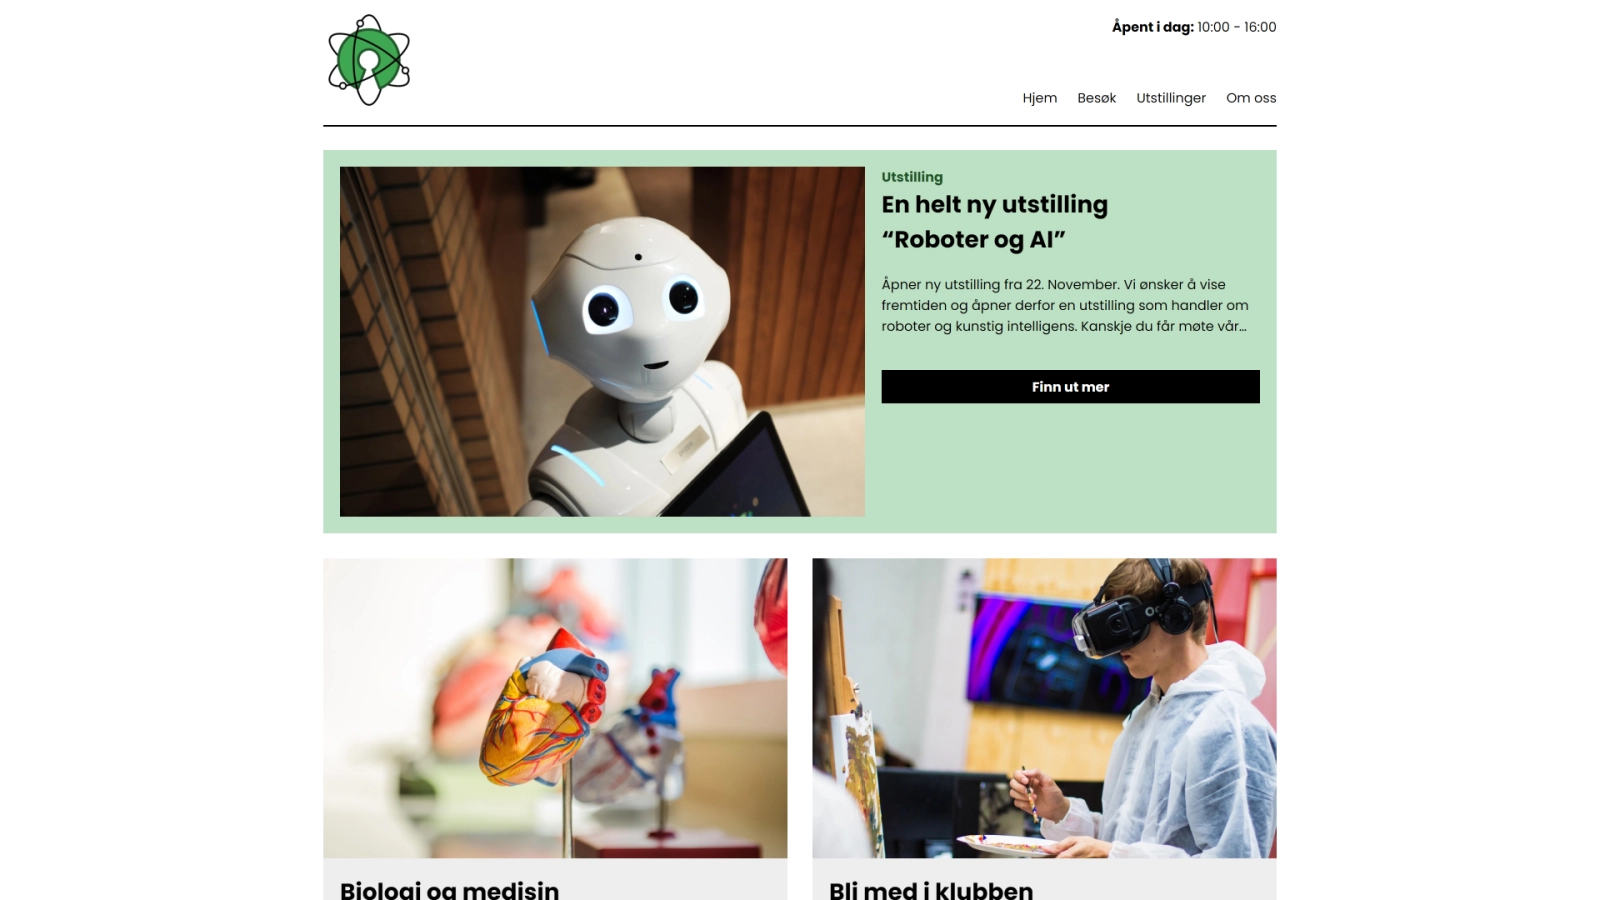 Åpent i dag: 10:00 - 16:00
Hjem Besøk Utstillinger Om oss
Utstilling
En helt ny utstilling
“Roboter og AI”
Åpner ny utstilling fra 22. November. Vi ønsker å vise
fremtiden og åpner derfor en utstilling som handler om
roboter og kunstig intelligens. Kanskje du får møte vår…
Finn ut mer
Biologi og medisin
Bli med i klubben